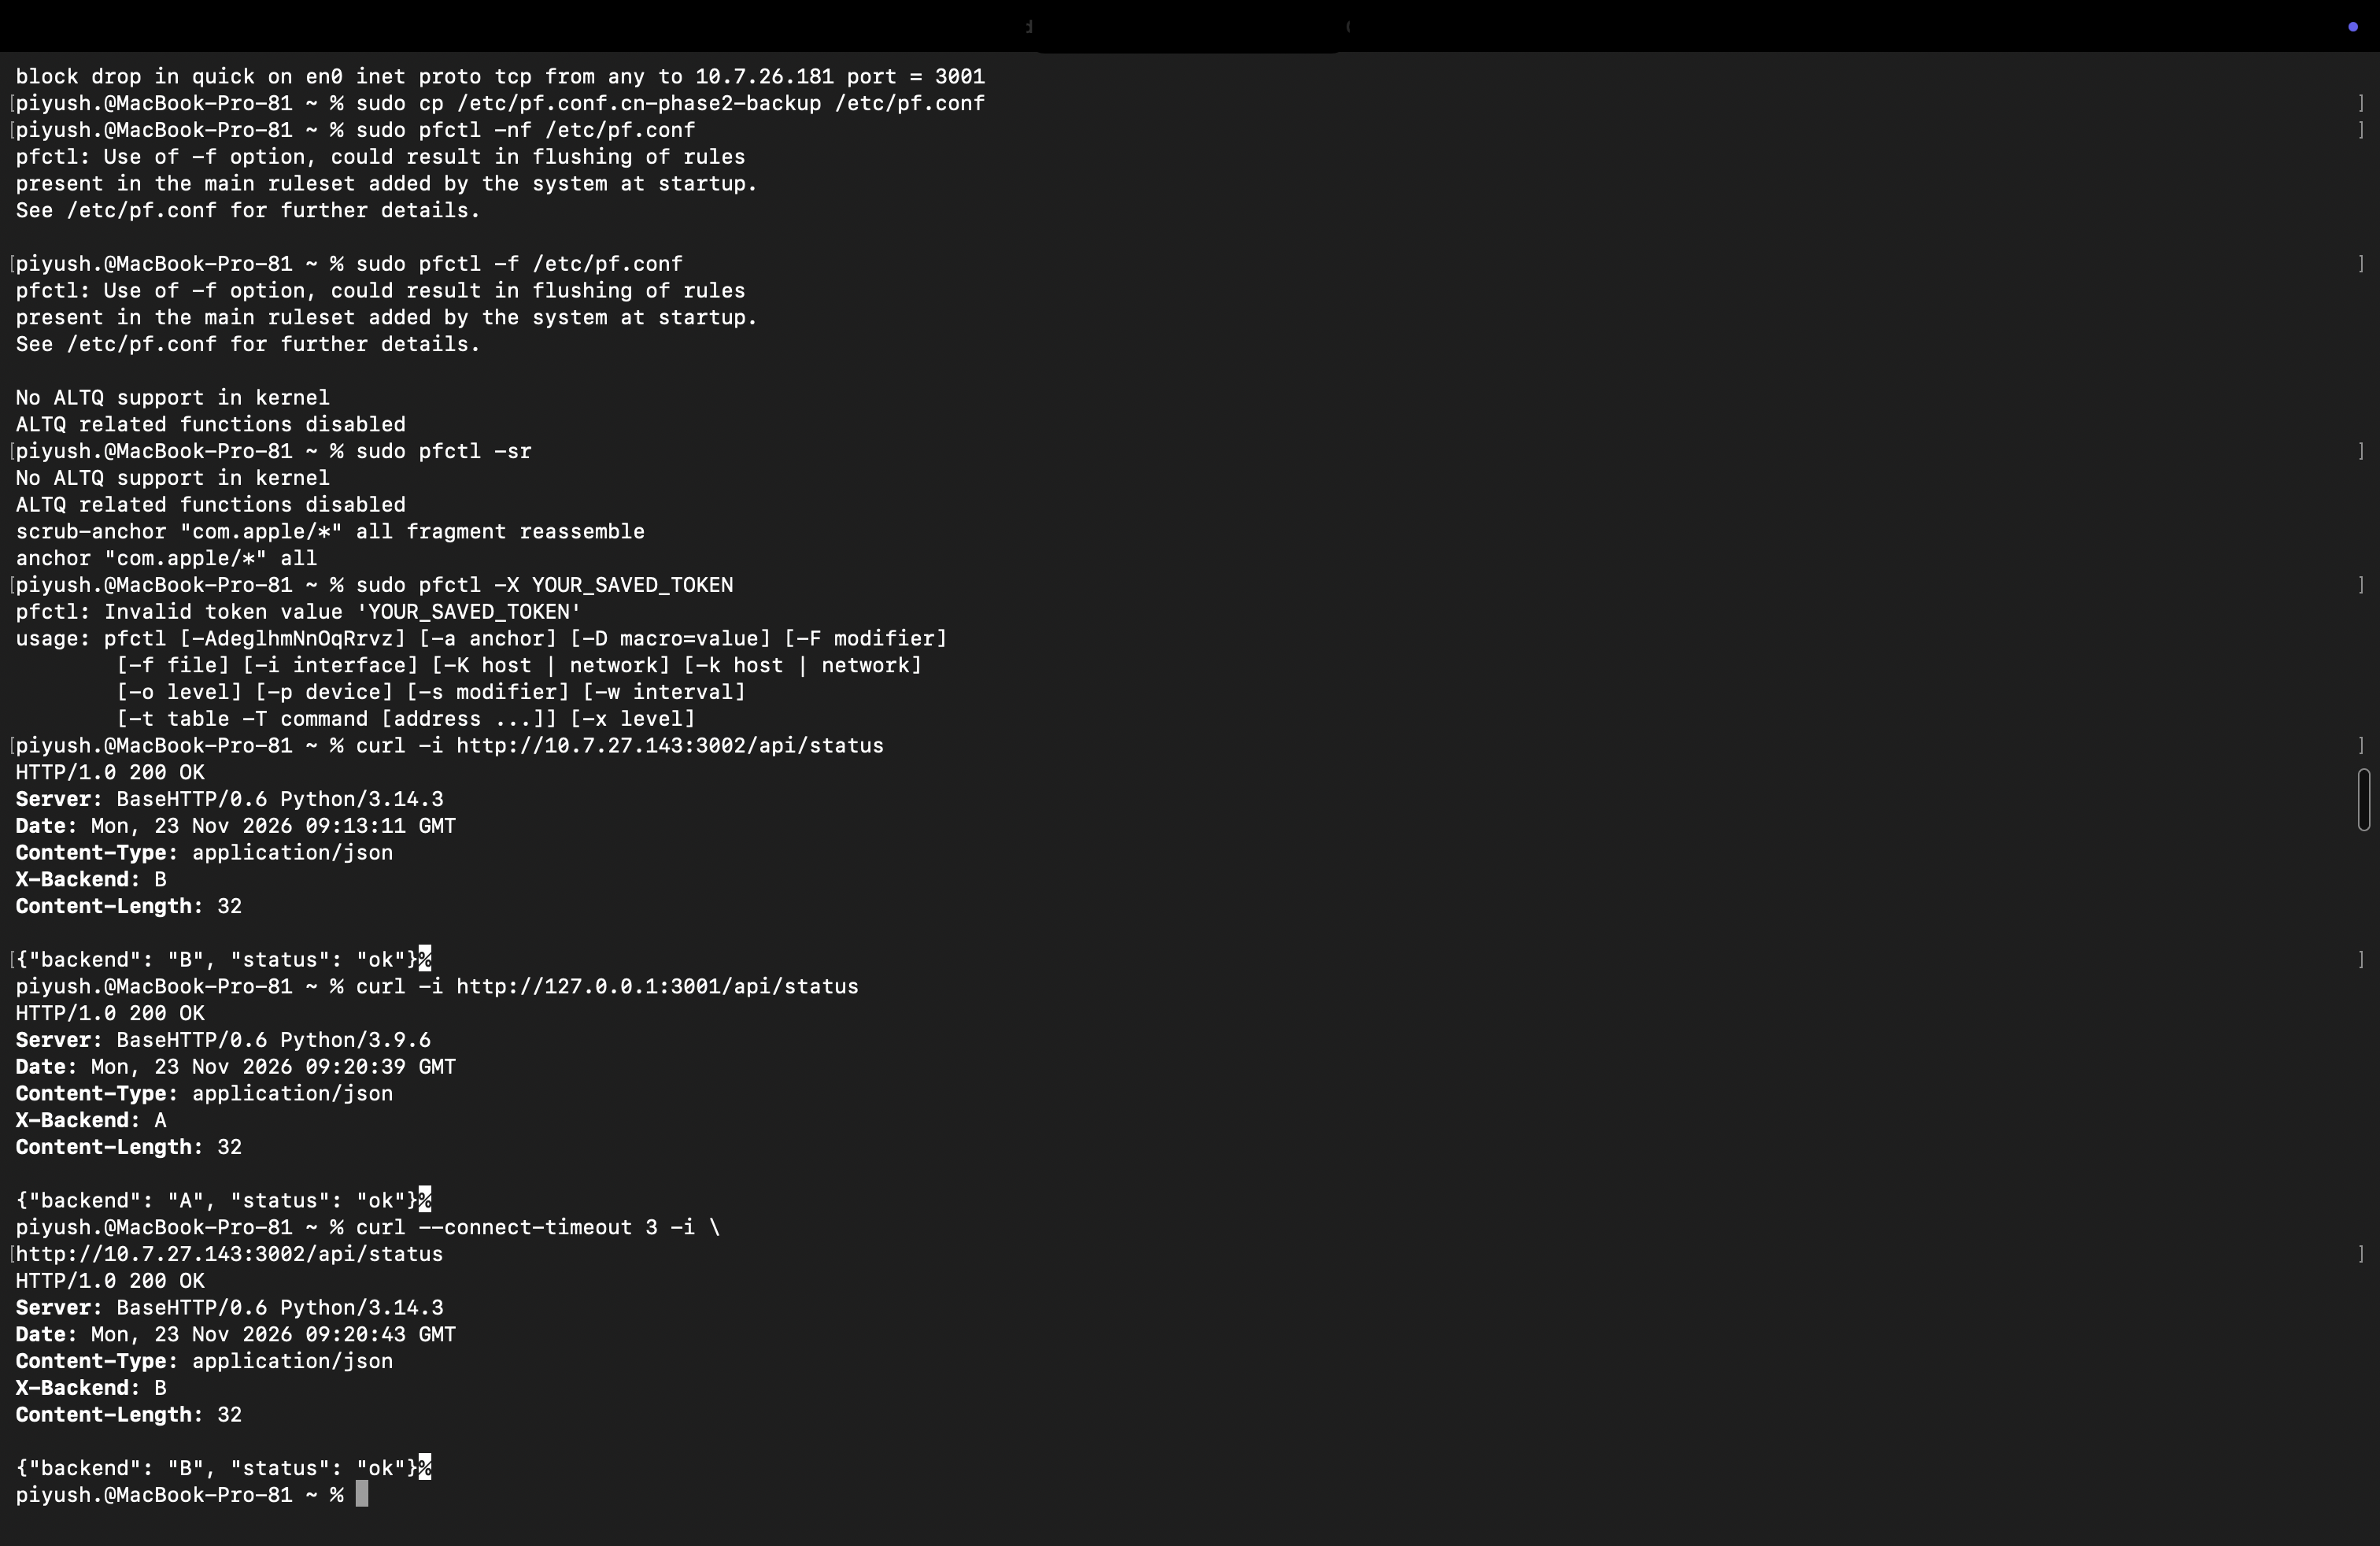 block drop in quick on en0 inet proto tcp from any to 10.7.26.181 port = 3001
[piyush.@MacBook-Pro-81 ~ % sudo cp /etc/pf.conf.cn-phase2-backup /etc/pf.conf ]
[piyush.@MacBook-Pro-81 ~ % sudo pfctl -nf /etc/pf.conf ]
pfctl: Use of -f option, could result in flushing of rules
present in the main ruleset added by the system at startup.
See /etc/pf.conf for further details.

[piyush.@MacBook-Pro-81 ~ % sudo pfctl -f /etc/pf.conf ]
pfctl: Use of -f option, could result in flushing of rules
present in the main ruleset added by the system at startup.
See /etc/pf.conf for further details.

No ALTQ support in kernel
ALTQ related functions disabled
[piyush.@MacBook-Pro-81 ~ % sudo pfctl -sr ]
No ALTQ support in kernel
ALTQ related functions disabled
scrub-anchor "com.apple/*" all fragment reassemble
anchor "com.apple/*" all
[piyush.@MacBook-Pro-81 ~ % sudo pfctl -X YOUR_SAVED_TOKEN ]
pfctl: Invalid token value 'YOUR_SAVED_TOKEN'
usage: pfctl [-AdeglhmNnOqRrvz] [-a anchor] [-D macro=value] [-F modifier]
        [-f file] [-i interface] [-K host | network] [-k host | network]
        [-o level] [-p device] [-s modifier] [-w interval]
        [-t table -T command [address ...]] [-x level]
[piyush.@MacBook-Pro-81 ~ % curl -i http://10.7.27.143:3002/api/status ]
HTTP/1.0 200 OK
Server: BaseHTTP/0.6 Python/3.14.3
Date: Mon, 23 Nov 2026 09:13:11 GMT
Content-Type: application/json
X-Backend: B
Content-Length: 32

[{"backend": "B", "status": "ok"}% ]
piyush.@MacBook-Pro-81 ~ % curl -i http://127.0.0.1:3001/api/status
HTTP/1.0 200 OK
Server: BaseHTTP/0.6 Python/3.9.6
Date: Mon, 23 Nov 2026 09:20:39 GMT
Content-Type: application/json
X-Backend: A
Content-Length: 32

{"backend": "A", "status": "ok"}%
piyush.@MacBook-Pro-81 ~ % curl --connect-timeout 3 -i \
[http://10.7.27.143:3002/api/status ]
HTTP/1.0 200 OK
Server: BaseHTTP/0.6 Python/3.14.3
Date: Mon, 23 Nov 2026 09:20:43 GMT
Content-Type: application/json
X-Backend: B
Content-Length: 32

{"backend": "B", "status": "ok"}%
piyush.@MacBook-Pro-81 ~ %